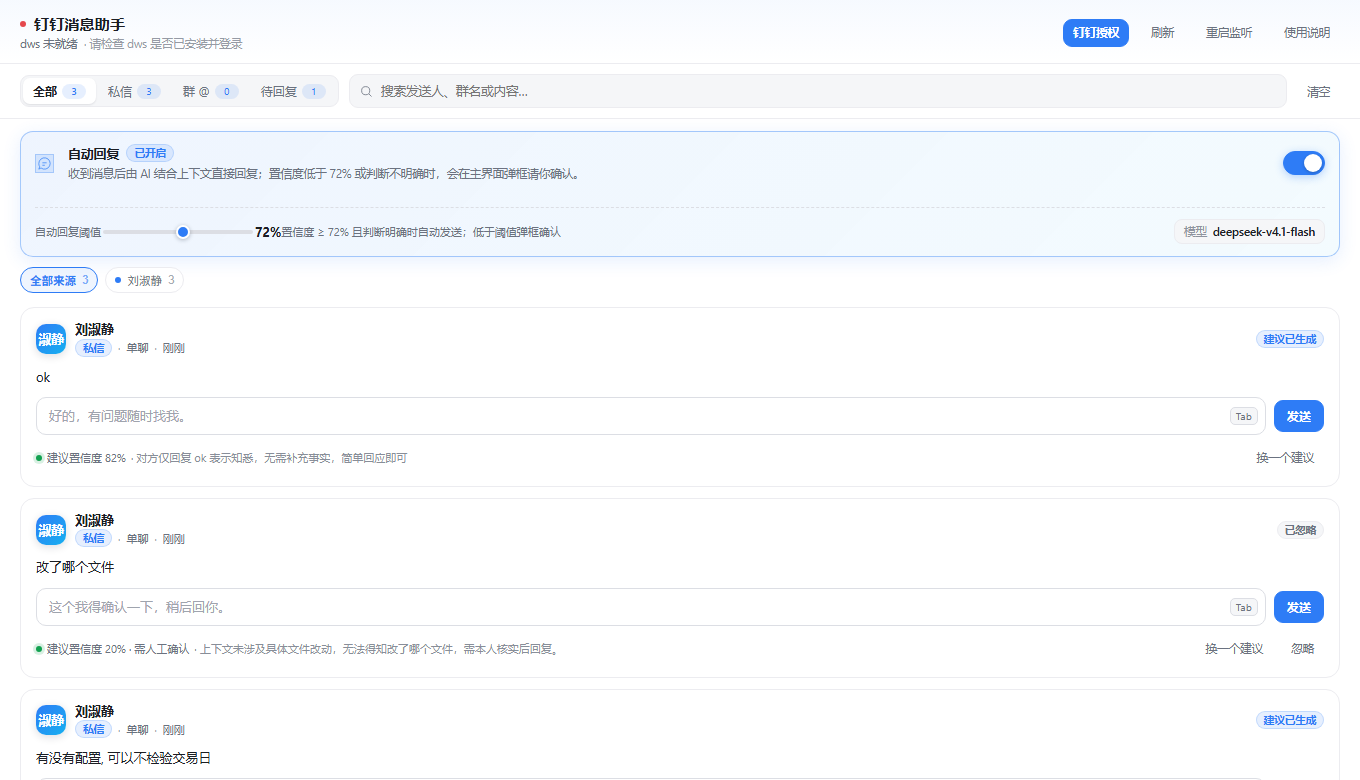 钉钉消息助手
dws 未就绪 · 请检查 dws 是否已安装并登录
钉钉授权 刷新 重启监听 使用说明
全部 3 私信 3 群 @ 0 待回复 1 搜索发送人、群名或内容... 清空
自动回复 已开启
收到消息后由 AI 结合上下文直接回复；置信度低于 72% 或判断不明确时，会在主界面弹框请你确认。
自动回复阈值 72%置信度 ≥ 72% 且判断明确时自动发送；低于阈值弹框确认 模型 deepseek-v4.1-flash
全部来源 3 刘淑静 3
淑静 刘淑静
私信 · 单聊 · 刚刚 建议已生成
ok
好的，有问题随时找我。 Tab 发送
建议置信度 82% · 对方仅回复 ok 表示知悉，无需补充事实，简单回应即可 换一个建议
淑静 刘淑静
私信 · 单聊 · 刚刚 已忽略
改了哪个文件
这个我得确认一下，稍后回你。 Tab 发送
建议置信度 20% · 需人工确认 · 上下文未涉及具体文件改动，无法得知改了哪个文件，需本人核实后回复。 换一个建议 忽略
淑静 刘淑静
私信 · 单聊 · 刚刚 建议已生成
有没有配置, 可以不检验交易日